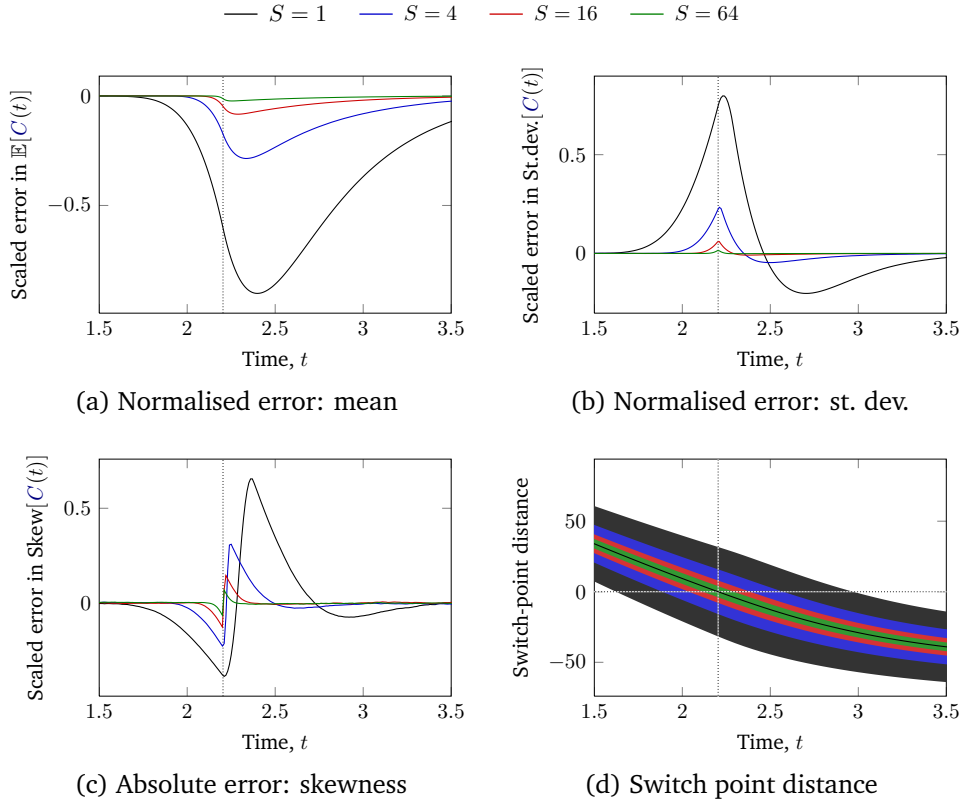 S = 1 S = 4 S = 16 S = 64
Scaled error in 𝔼[C(t)]
0
−0.5
1.5 2 2.5 3 3.5
Time, t
(a) Normalised error: mean
Scaled error in St.dev.[C(t)]
0.5
0
1.5 2 2.5 3 3.5
Time, t
(b) Normalised error: st. dev.
Scaled error in Skew[C(t)]
0.5
0
1.5 2 2.5 3 3.5
Time, t
(c) Absolute error: skewness
Switch-point distance
50
0
−50
1.5 2 2.5 3 3.5
Time, t
(d) Switch point distance